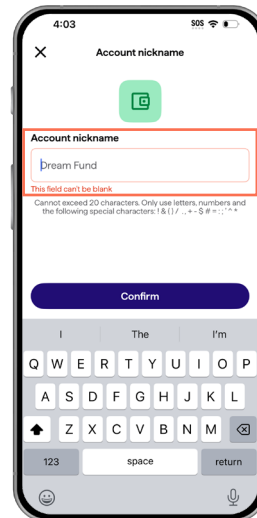 4:03 SOS
Account nickname
Account nickname
Dream Fund
This field can't be blank
Cannot exceed 20 characters. Only use letters, numbers and
the following special characters: ! & ( ) / . , + - $ # = : ; ' ^ *
Confirm
I The I'm
Q W E R T Y U I O P
A S D F G H J K L
Z X C V B N M
123 space return